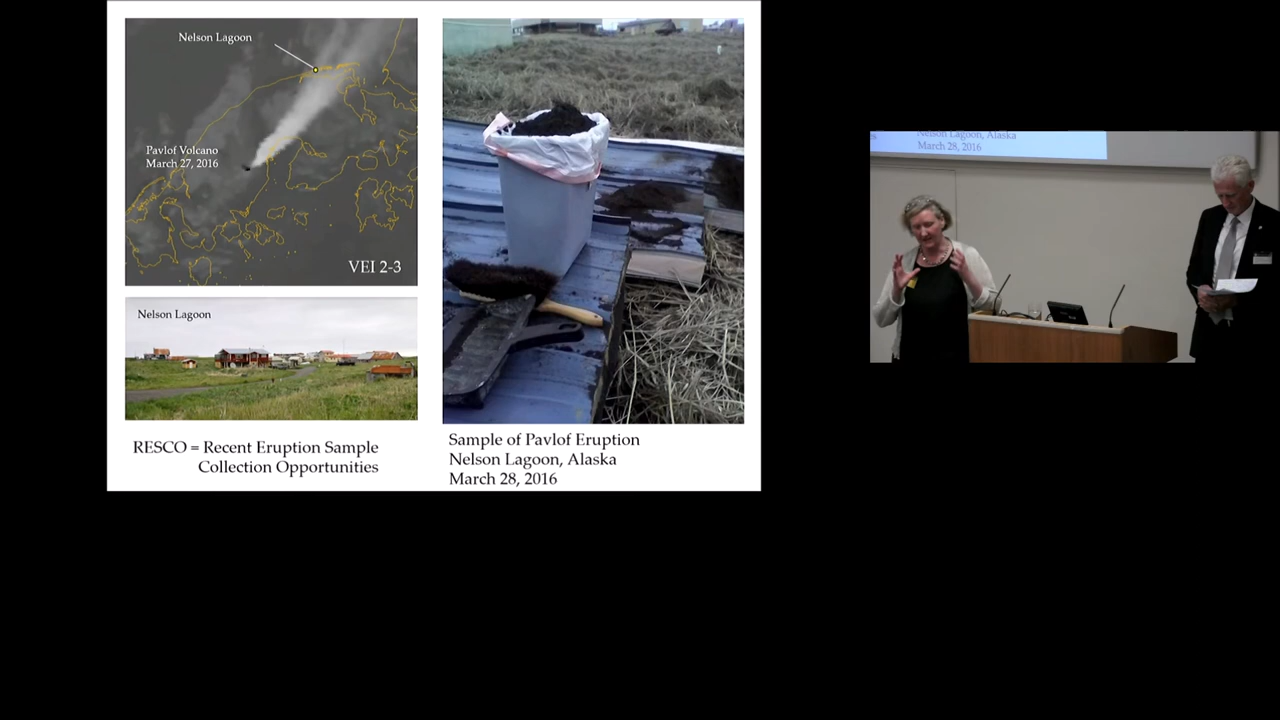 Nelson Lagoon
Pavlof Volcano
March 27, 2016
VEI 2-3
Nelson Lagoon
RESCO = Recent Eruption Sample
Collection Opportunities
Sample of Pavlof Eruption
Nelson Lagoon, Alaska
March 28, 2016
Nelson Lagoon, Alaska
March 28, 2016